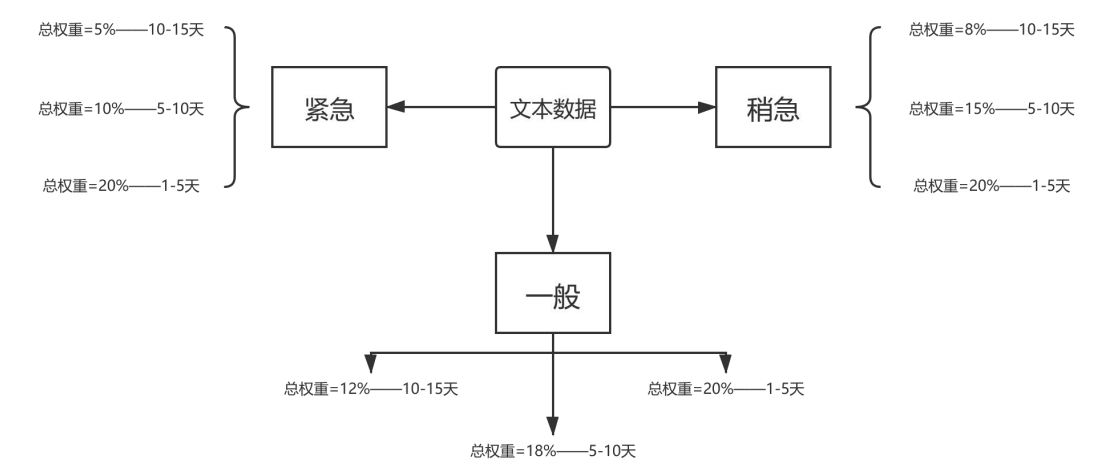 总权重=5%——10-15天
总权重=10%——5-10天
总权重=20%——1-5天
紧急
文本数据
稍急
总权重=8%——10-15天
总权重=15%——5-10天
总权重=20%——1-5天
一般
总权重=12%——10-15天
总权重=20%——1-5天
总权重=18%——5-10天